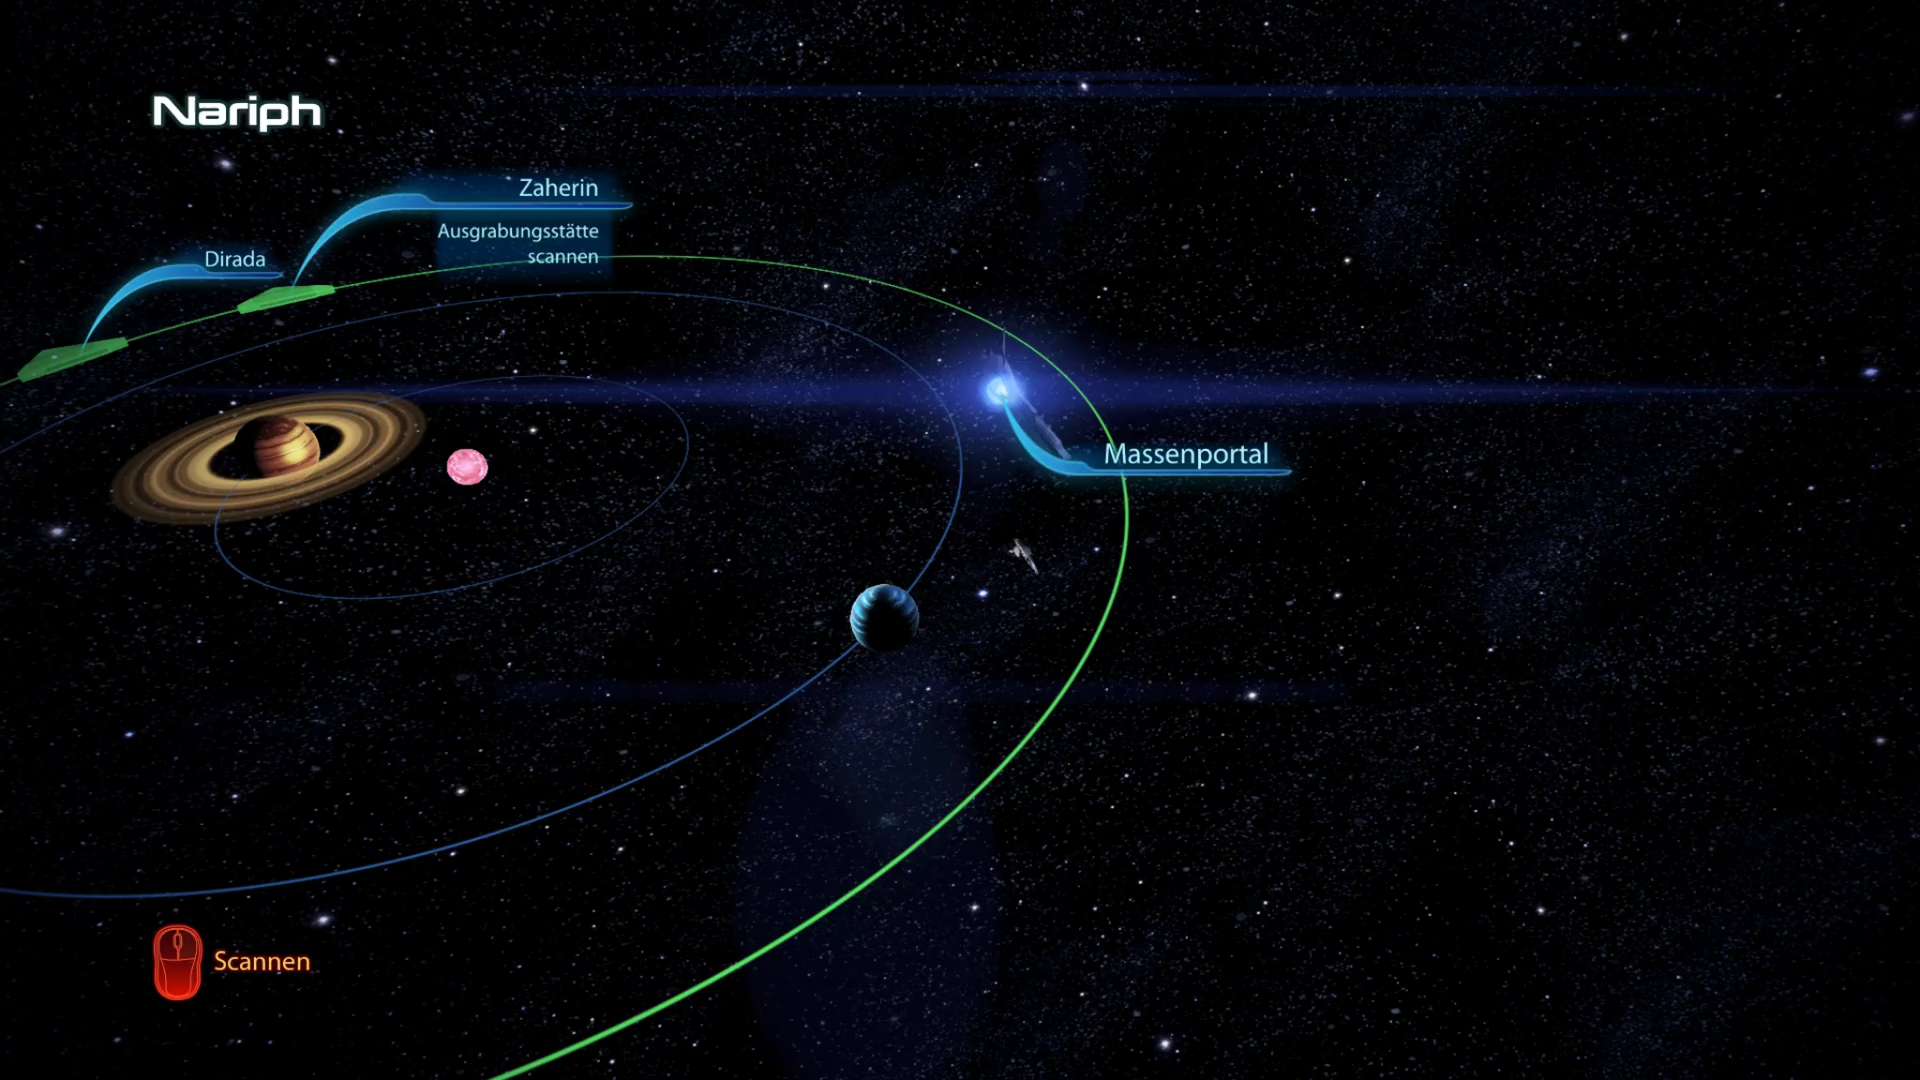 Nariph
Zaherin
Ausgrabungsstätte
scannen
Dirada
Massenportal
Scannen